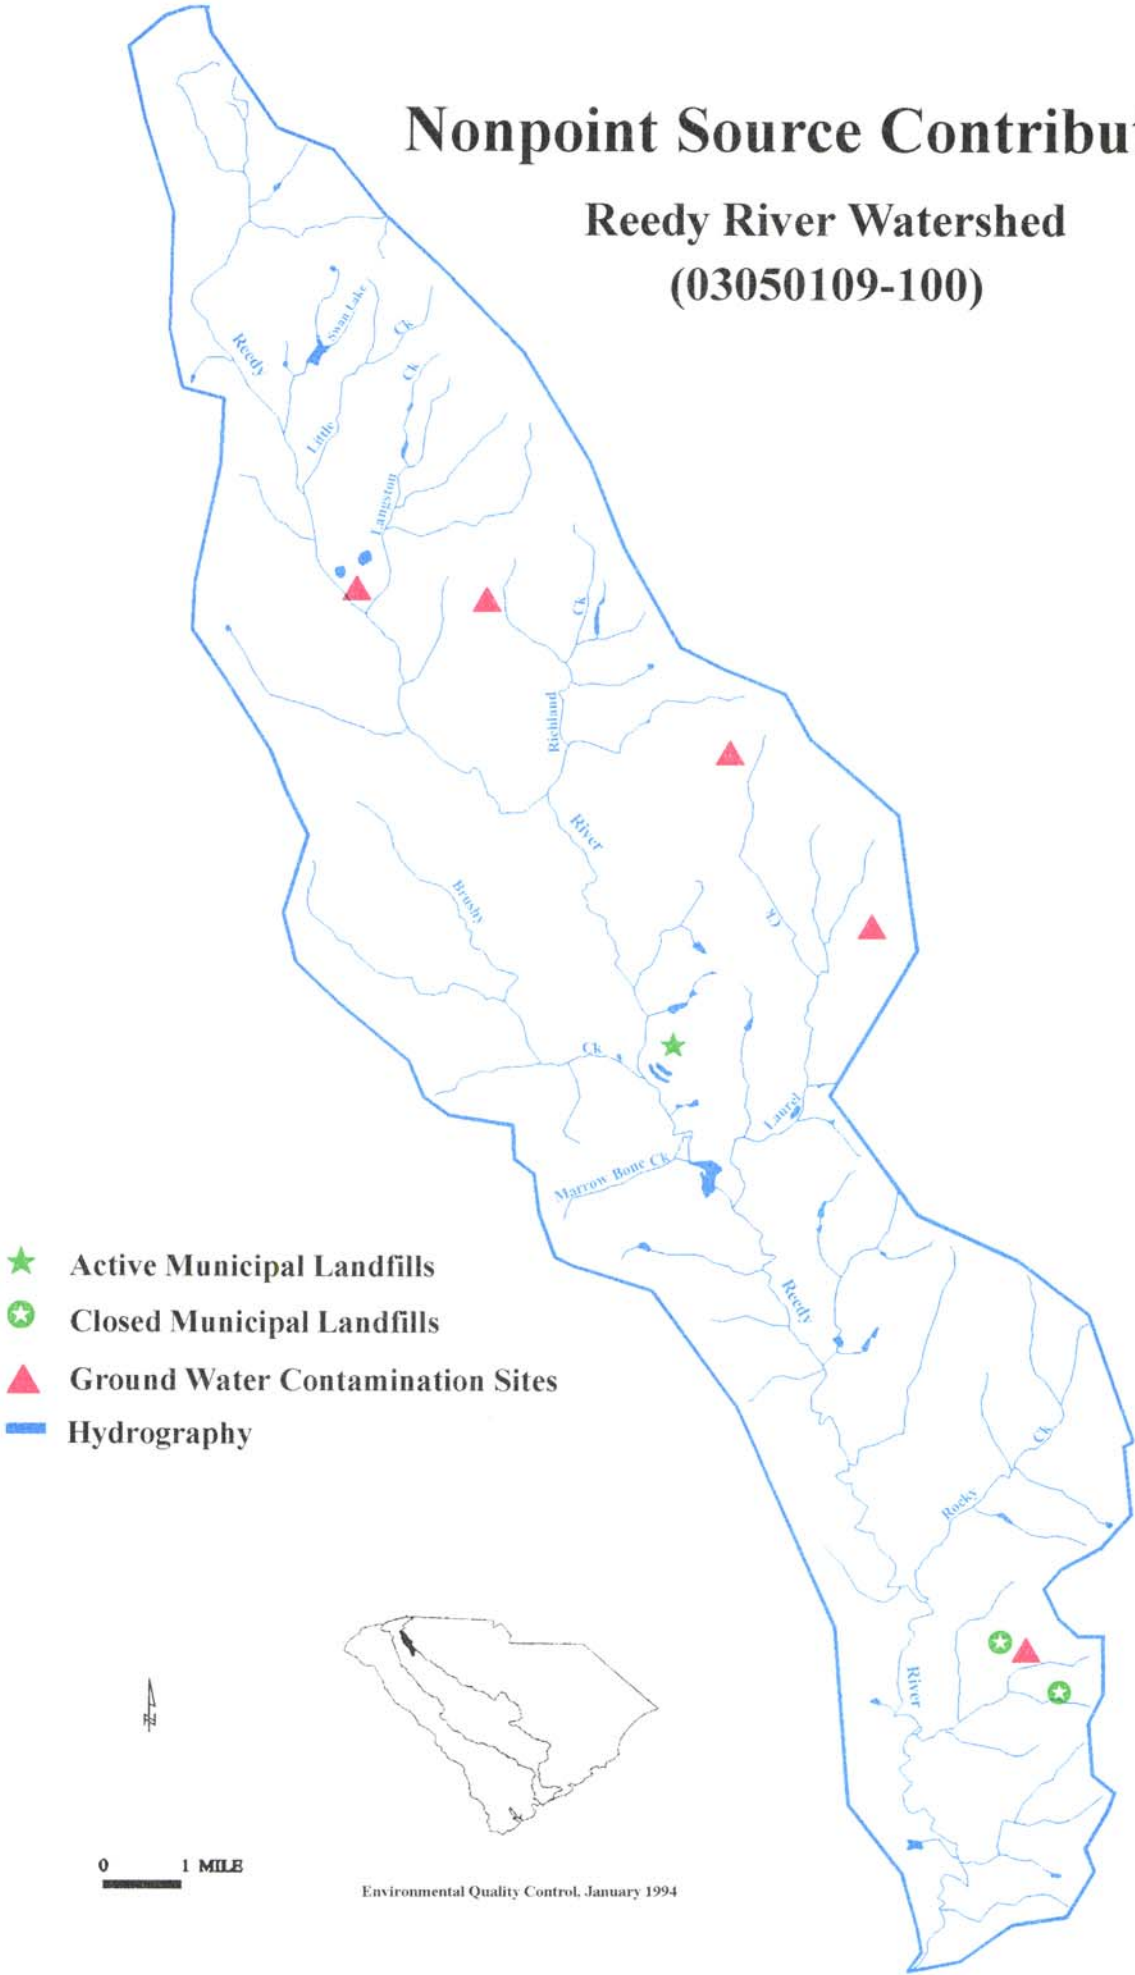 Nonpoint Source Contribu
Reedy River Watershed
(03050109-100)
Swan Lake
Ck
Reedy
Ck
Little
Langston
Ck
Richland
River
Brushy
Ck
Ck
Laurel
Marrow Bone Ck
Active Municipal Landfills
Closed Municipal Landfills
Ground Water Contamination Sites
Hydrography
Reedy
Ck
Rocky
River
N
0 1 MILE
Environmental Quality Control, January 1994